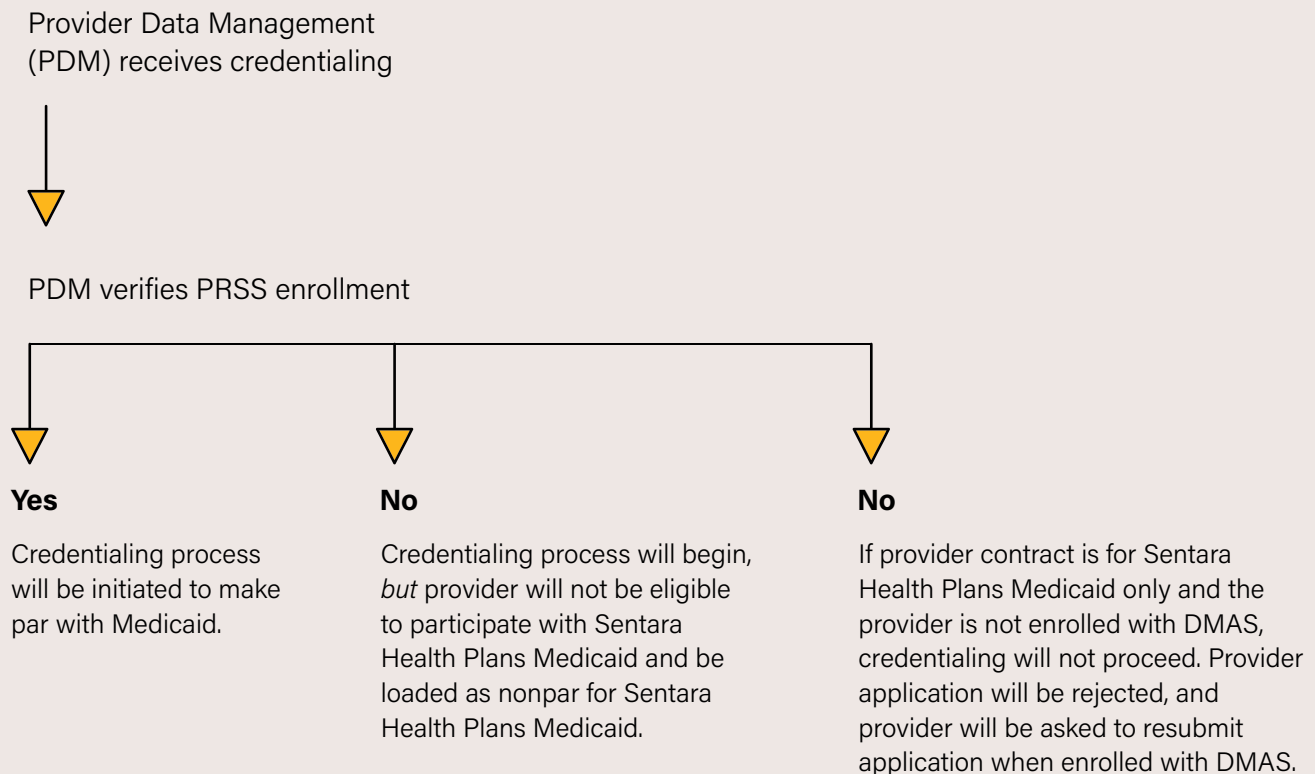 Provider Data Management
(PDM) receives credentialing
PDM verifies PRSS enrollment
Yes
Credentialing process
will be initiated to make
par with Medicaid.
No
Credentialing process will begin,
but provider will not be eligible
to participate with Sentara
Health Plans Medicaid and be
loaded as nonpar for Sentara
Health Plans Medicaid.
No
If provider contract is for Sentara
Health Plans Medicaid only and the
provider is not enrolled with DMAS,
credentialing will not proceed. Provider
application will be rejected, and
provider will be asked to resubmit
application when enrolled with DMAS.